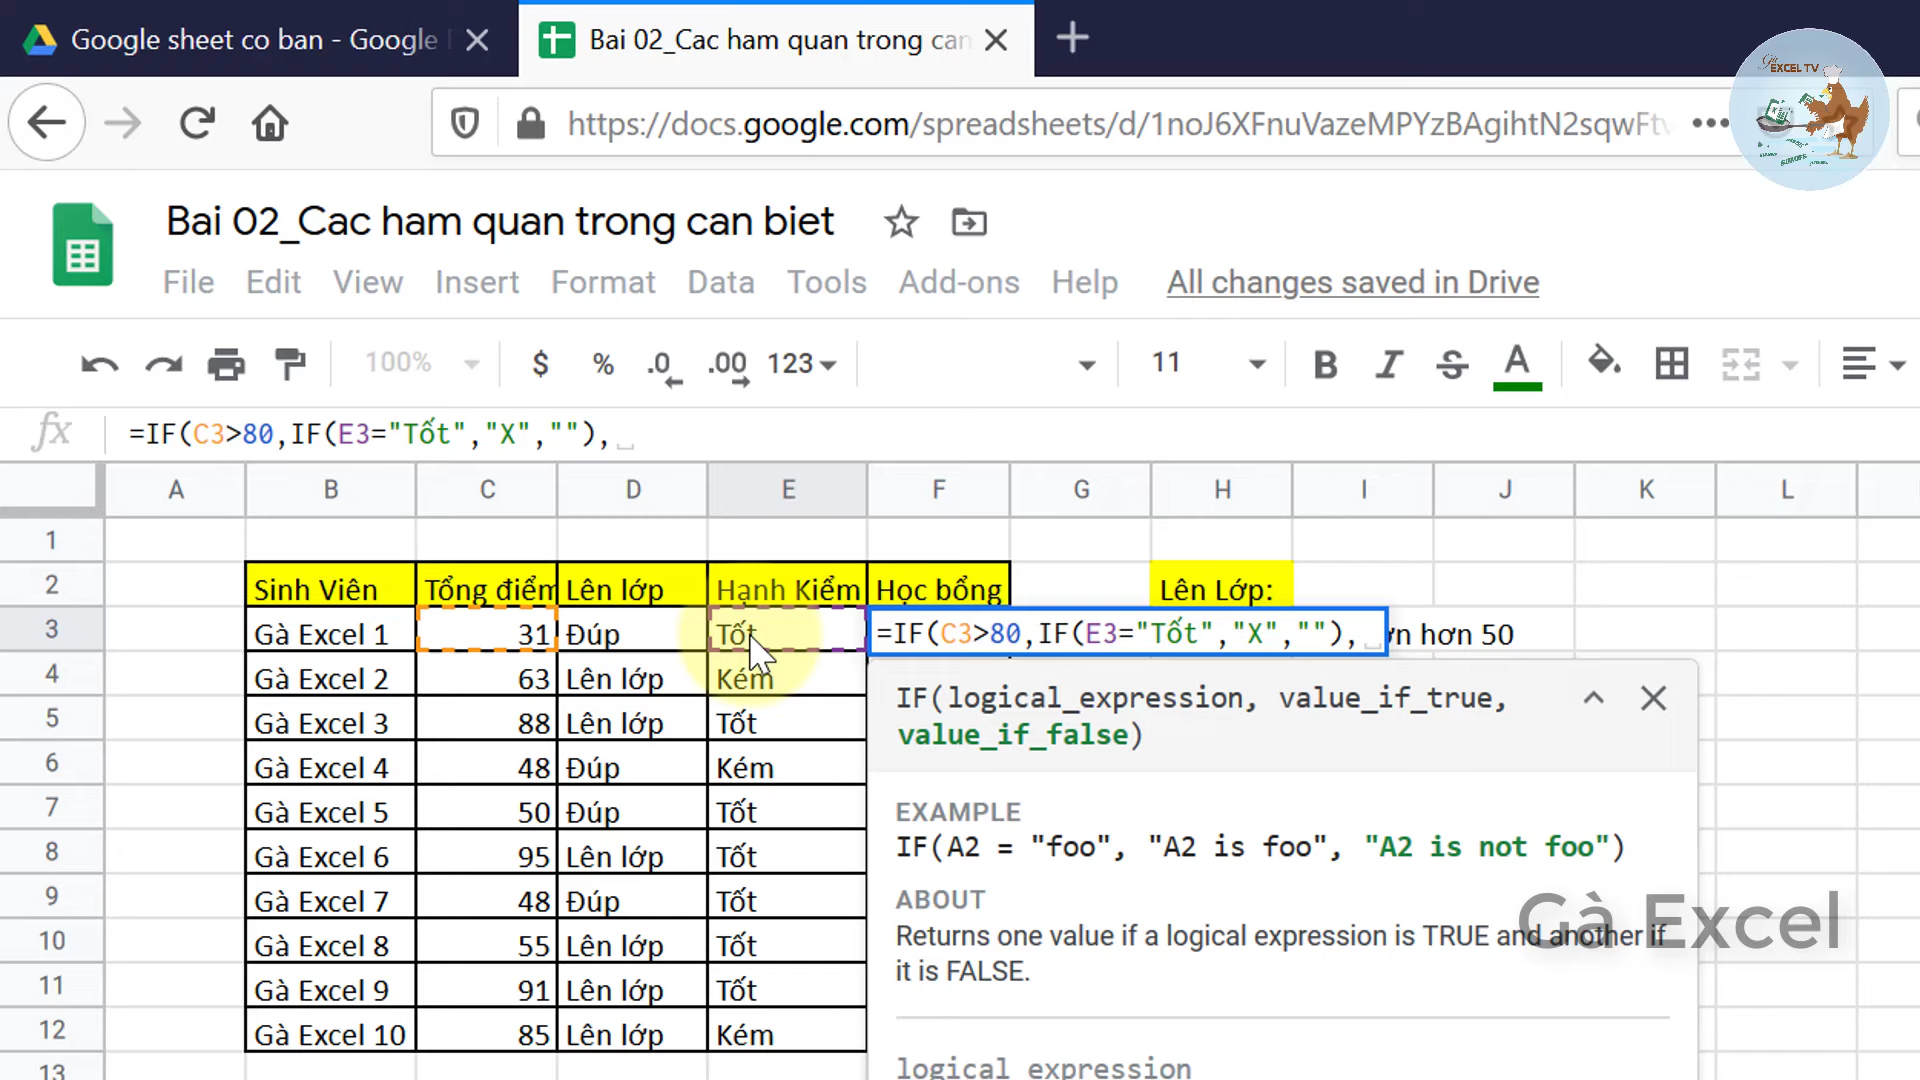 Google sheet co ban - Google
Bai 02_Cac ham quan trong can
Gà EXCEL TV
https://docs.google.com/spreadsheets/d/1noJ6XFnuVazeMPYzBAgihtN2sqwFtv
Bai 02_Cac ham quan trong can biet
File Edit View Insert Format Data Tools Add-ons Help All changes saved in Drive
100% $ % .0 .00 123 11 B I S A
fx =IF(C3>80,IF(E3="Tốt","X",""),
A B C D E F G H I J K L
1
2 Sinh Viên Tổng điểm Lên lớp Hạnh Kiểm Học bổng Lên Lớp:
3 Gà Excel 1 31 Đúp Tốt =IF(C3>80,IF(E3="Tốt","X",""), ơn hơn 50
4 Gà Excel 2 63 Lên lớp Kém
5 Gà Excel 3 88 Lên lớp Tốt
6 Gà Excel 4 48 Đúp Kém
7 Gà Excel 5 50 Đúp Tốt
8 Gà Excel 6 95 Lên lớp Tốt
9 Gà Excel 7 48 Đúp Tốt
10 Gà Excel 8 55 Lên lớp Tốt
11 Gà Excel 9 91 Lên lớp Tốt
12 Gà Excel 10 85 Lên lớp Kém
13
IF(logical_expression, value_if_true,
value_if_false)
EXAMPLE
IF(A2 = "foo", "A2 is foo", "A2 is not foo")
ABOUT
Returns one value if a logical expression is TRUE and another if
it is FALSE.
logical expression
Gà Excel